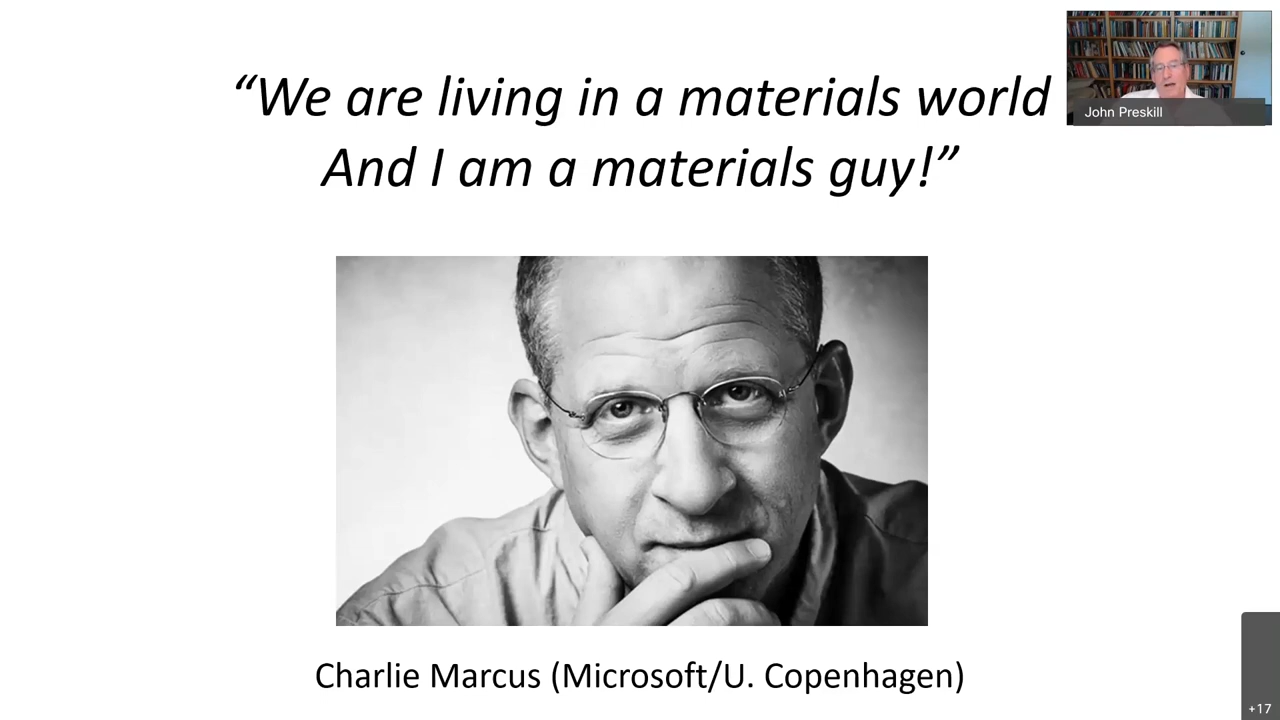 “We are living in a materials world
And I am a materials guy!”
John Preskill
Charlie Marcus (Microsoft/U. Copenhagen)
+17